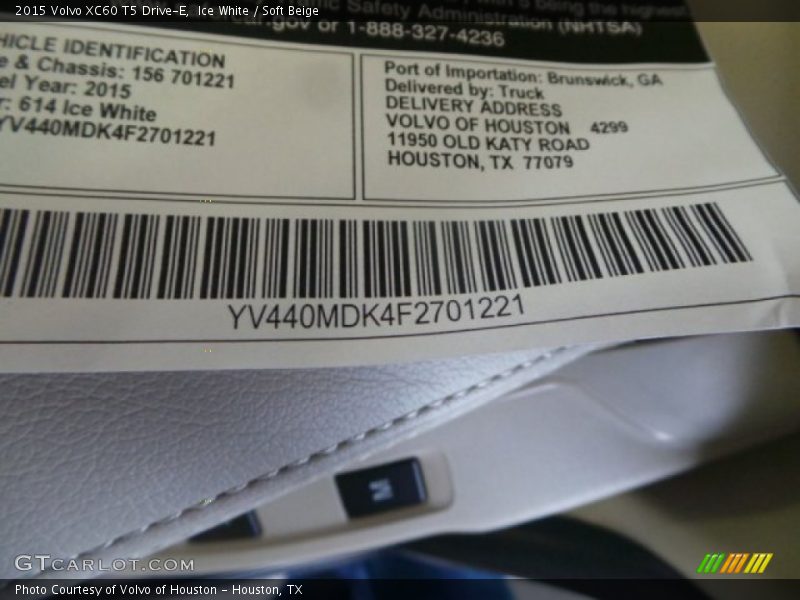 2015 Volvo XC60 T5 Drive-E, Ice White / Soft Beige
Safety Administration (NHTSA)
or 1-888-327-4236
VEHICLE IDENTIFICATION
e & Chassis: 156 701221
el Year: 2015
r: 614 Ice White
YV440MDK4F2701221
Port of Importation: Brunswick, GA
Delivered by: Truck
DELIVERY ADDRESS
VOLVO OF HOUSTON 4299
11950 OLD KATY ROAD
HOUSTON, TX 77079
YV440MDK4F2701221
M
GTCARLOT.COM
Photo Courtesy of Volvo of Houston - Houston, TX